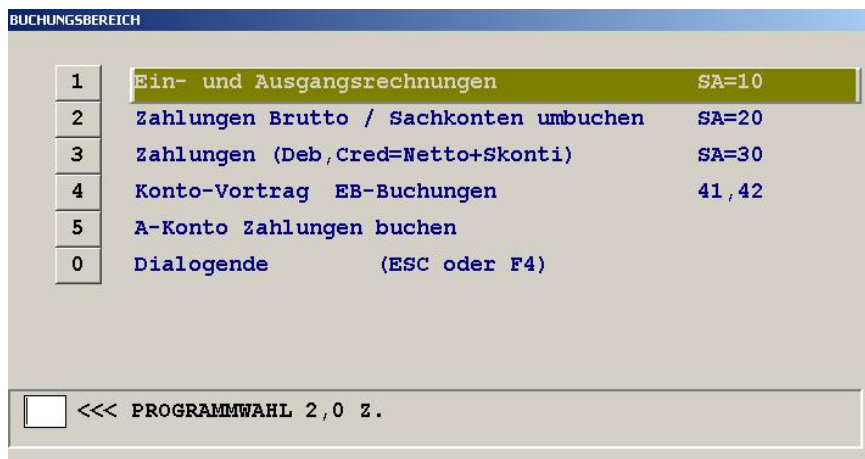 BUCHUNGSBEREICH
1 Ein- und Ausgangsrechnungen SA=10
2 Zahlungen Brutto / Sachkonten umbuchen SA=20
3 Zahlungen (Deb,Cred=Netto+Skonti) SA=30
4 Konto-Vortrag EB-Buchungen 41,42
5 A-Konto Zahlungen buchen
0 Dialogende (ESC oder F4)
<<< PROGRAMMWAHL 2,0 Z.